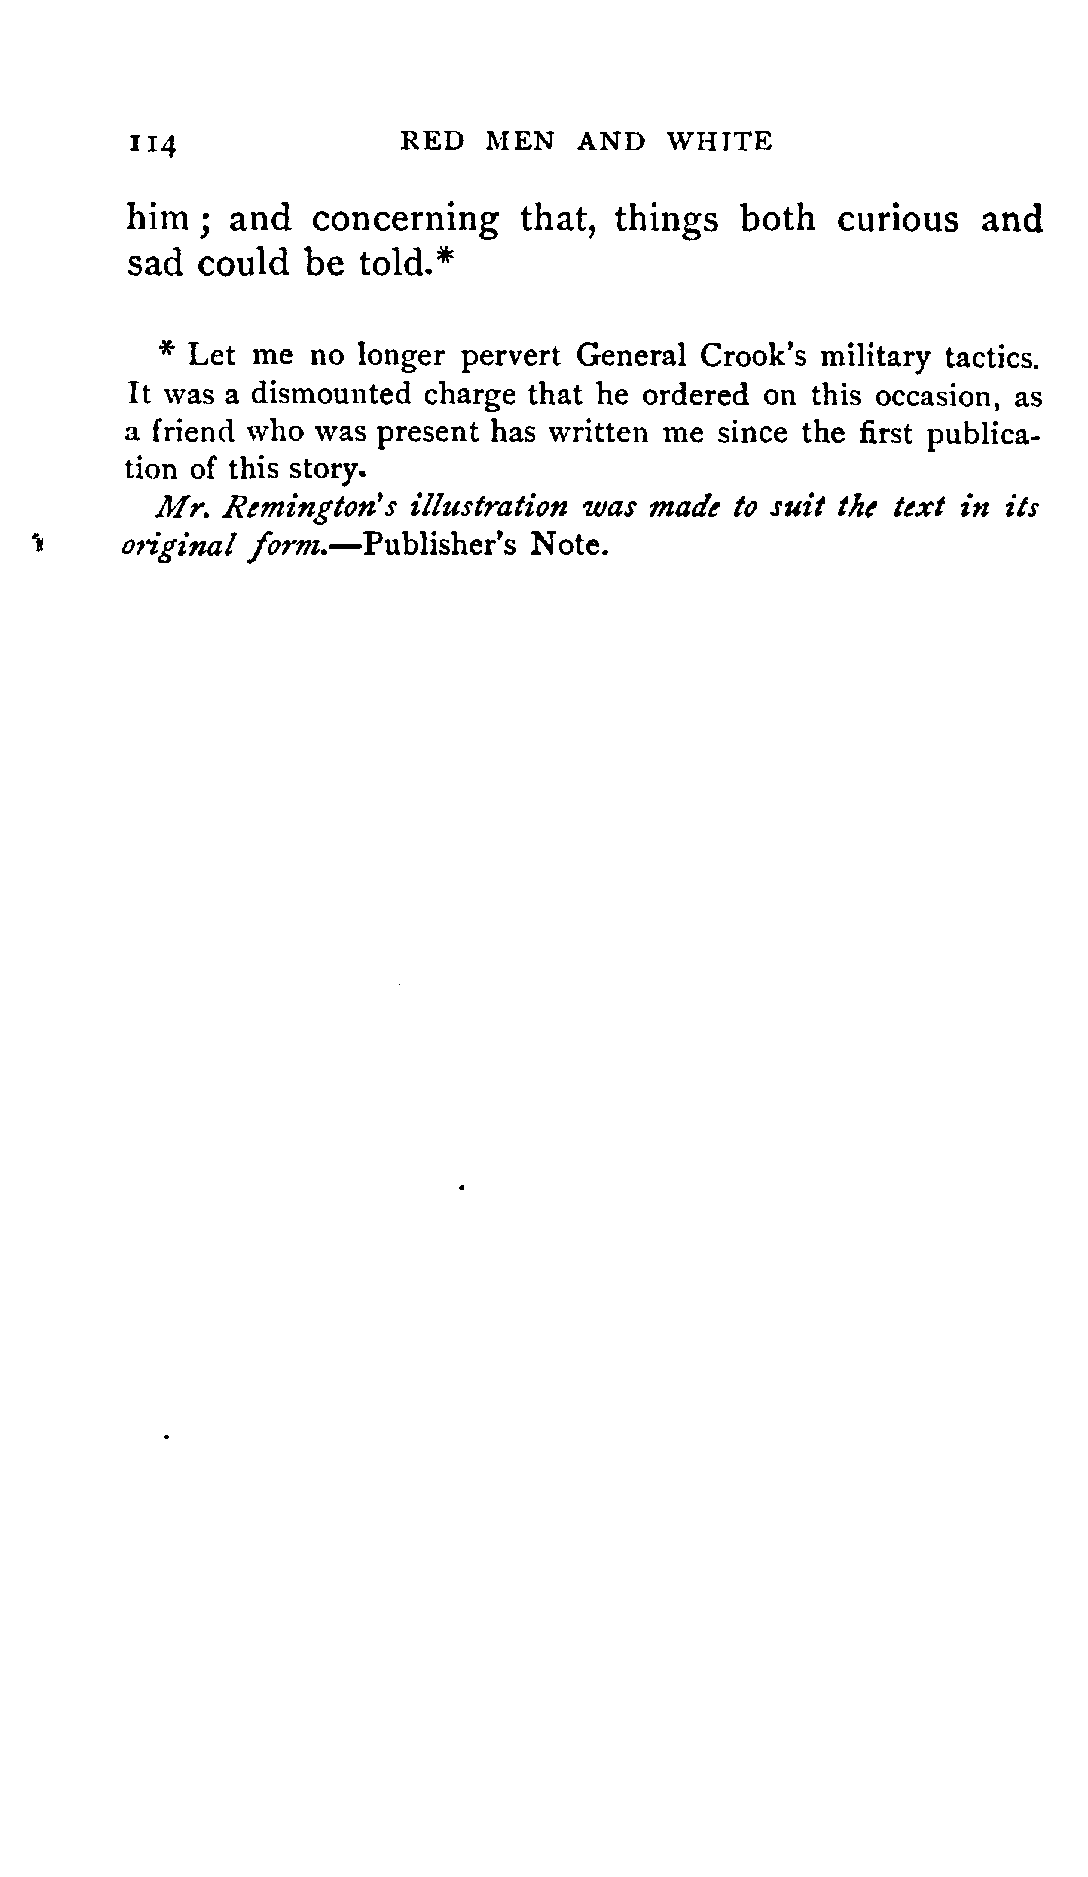 114 RED MEN AND WHITE
him; and concerning that, things both curious and
sad could be told.*
* Let me no longer pervert General Crook's military tactics.
It was a dismounted charge that he ordered on this occasion, as
a friend who was present has written me since the first publica-
tion of this story.
Mr. Remington's illustration was made to suit the text in its
original form.—Publisher's Note.